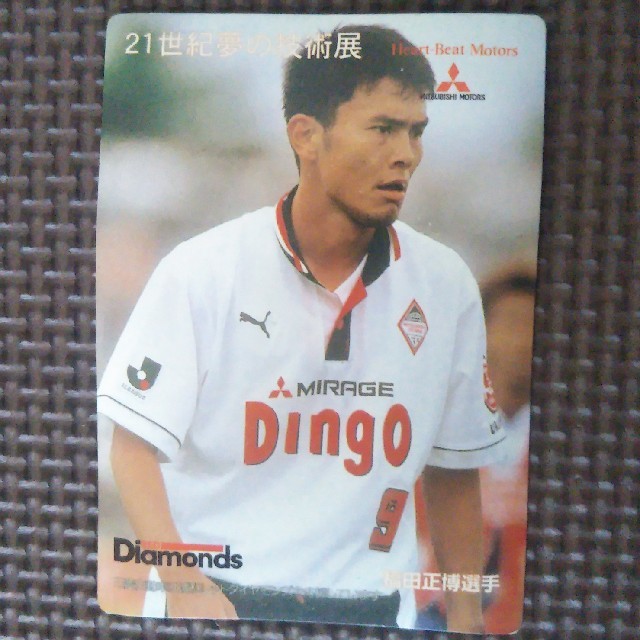 21世紀夢の技術展
Heart-Beat Motors
MITSUBISHI MOTORS
MIRAGE
Dingo
9
Diamonds
田正博選手